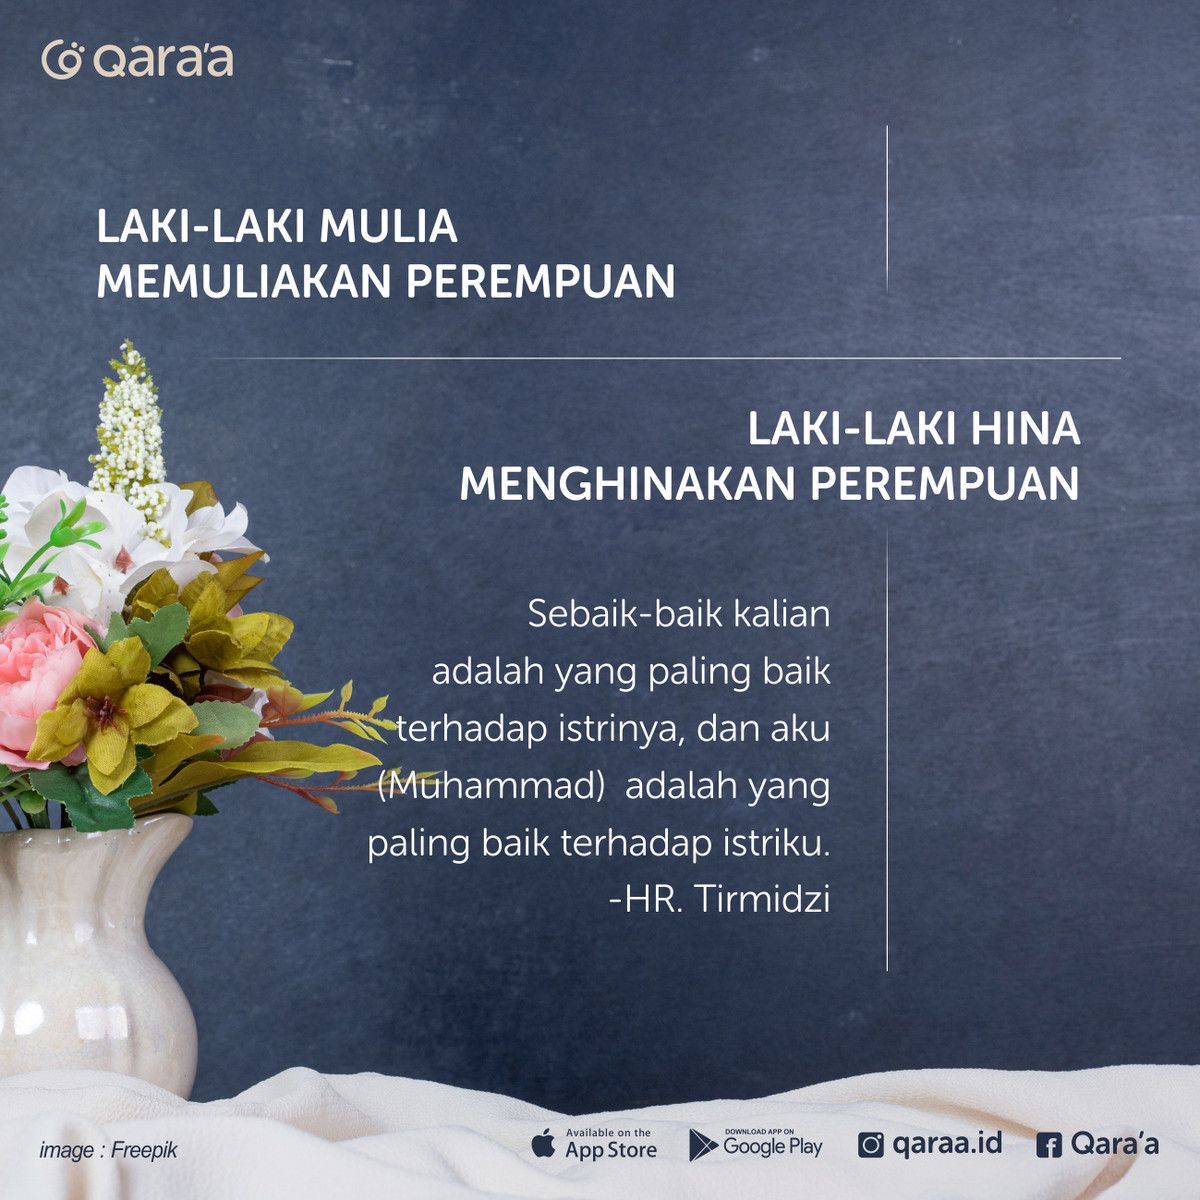 Qara'a
LAKI-LAKI MULIA
MEMULIAKAN PEREMPUAN
LAKI-LAKI HINA
MENGHINAKAN PEREMPUAN
Sebaik-baik kalian
adalah yang paling baik
terhadap istrinya, dan aku
(Muhammad) adalah yang
paling baik terhadap istriku.
-HR. Tirmidzi
image : Freepik
Available on the
App Store
DOWNLOAD APP ON
Google Play
qaraa.id
Qara'a